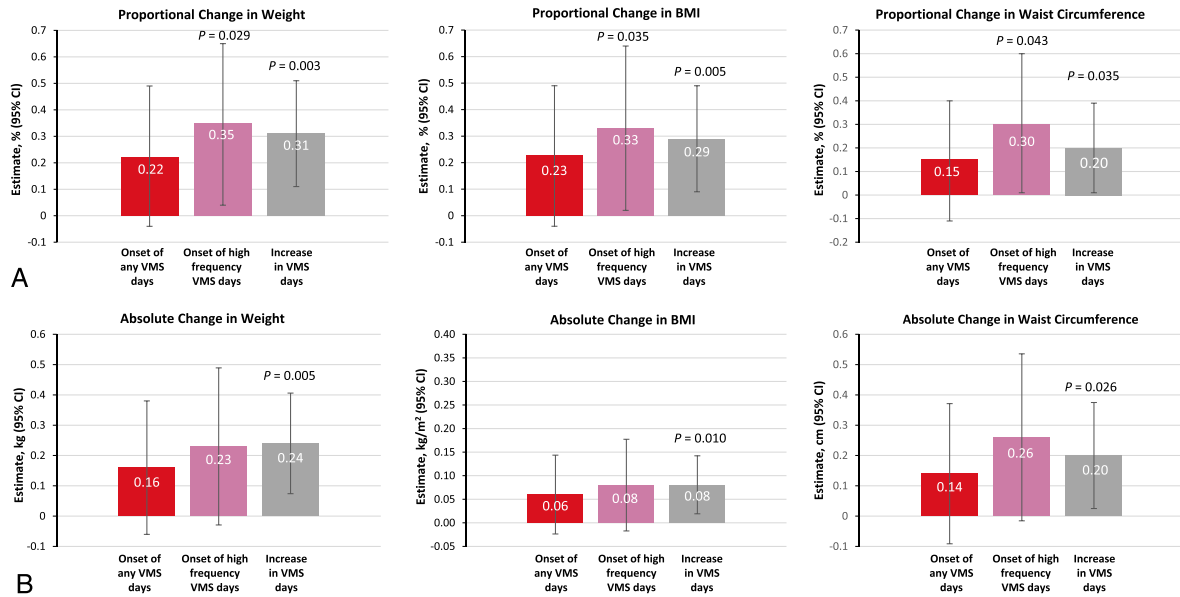 A
Proportional Change in Weight
Estimate, % (95% CI)
0.7
0.6
0.5
0.4
0.3
0.2
0.1
0
-0.1
P = 0.029
P = 0.003
0.22
0.35
0.31
Onset of any VMS days
Onset of high frequency VMS days
Increase in VMS days
Proportional Change in BMI
Estimate, % (95% CI)
0.7
0.6
0.5
0.4
0.3
0.2
0.1
0
-0.1
P = 0.035
P = 0.005
0.23
0.33
0.29
Onset of any VMS days
Onset of high frequency VMS days
Increase in VMS days
Proportional Change in Waist Circumference
Estimate, % (95% CI)
0.7
0.6
0.5
0.4
0.3
0.2
0.1
0
-0.1
-0.2
P = 0.043
P = 0.035
0.15
0.30
0.20
Onset of any VMS days
Onset of high frequency VMS days
Increase in VMS days
B
Absolute Change in Weight
Estimate, kg (95% CI)
0.6
0.5
0.4
0.3
0.2
0.1
0
-0.1
P = 0.005
0.16
0.23
0.24
Onset of any VMS days
Onset of high frequency VMS days
Increase in VMS days
Absolute Change in BMI
Estimate, kg/m² (95% CI)
0.40
0.35
0.30
0.25
0.20
0.15
0.10
0.05
0.00
-0.05
P = 0.010
0.06
0.08
0.08
Onset of any VMS days
Onset of high frequency VMS days
Increase in VMS days
Absolute Change in Waist Circumference
Estimate, cm (95% CI)
0.6
0.5
0.4
0.3
0.2
0.1
0
-0.1
P = 0.026
0.14
0.26
0.20
Onset of any VMS days
Onset of high frequency VMS days
Increase in VMS days